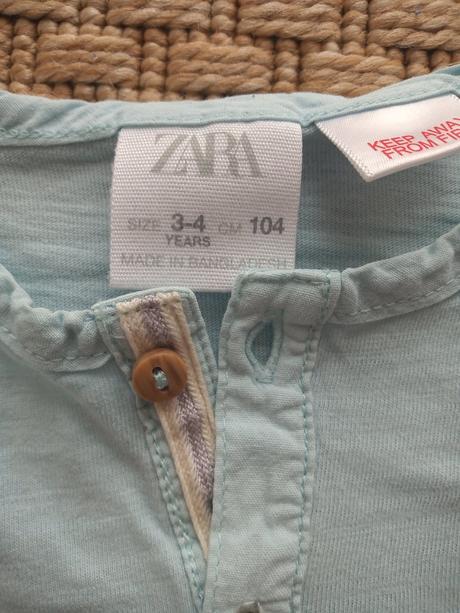 ZARA
SIZE 3-4 CM 104
YEARS
MADE IN BANGLADESH
KEEP AWAY
FROM FIRE